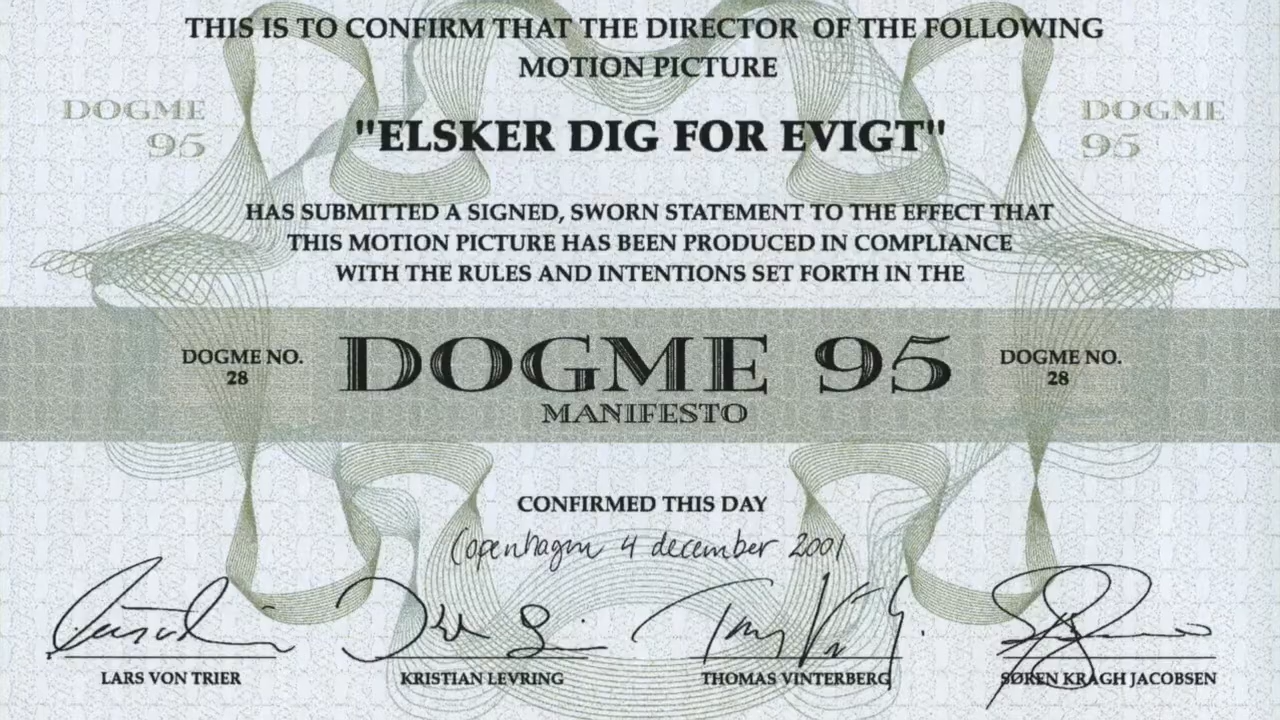 THIS IS TO CONFIRM THAT THE DIRECTOR OF THE FOLLOWING
MOTION PICTURE
DOGME
95
DOGME
95
"ELSKER DIG FOR EVIGT"
HAS SUBMITTED A SIGNED, SWORN STATEMENT TO THE EFFECT THAT
THIS MOTION PICTURE HAS BEEN PRODUCED IN COMPLIANCE
WITH THE RULES AND INTENTIONS SET FORTH IN THE
DOGME NO.
28
DOGME 95
MANIFESTO
DOGME NO.
28
CONFIRMED THIS DAY
Copenhagen 4 december 2001
LARS VON TRIER
KRISTIAN LEVRING
THOMAS VINTERBERG
SØREN KRAGH JACOBSEN